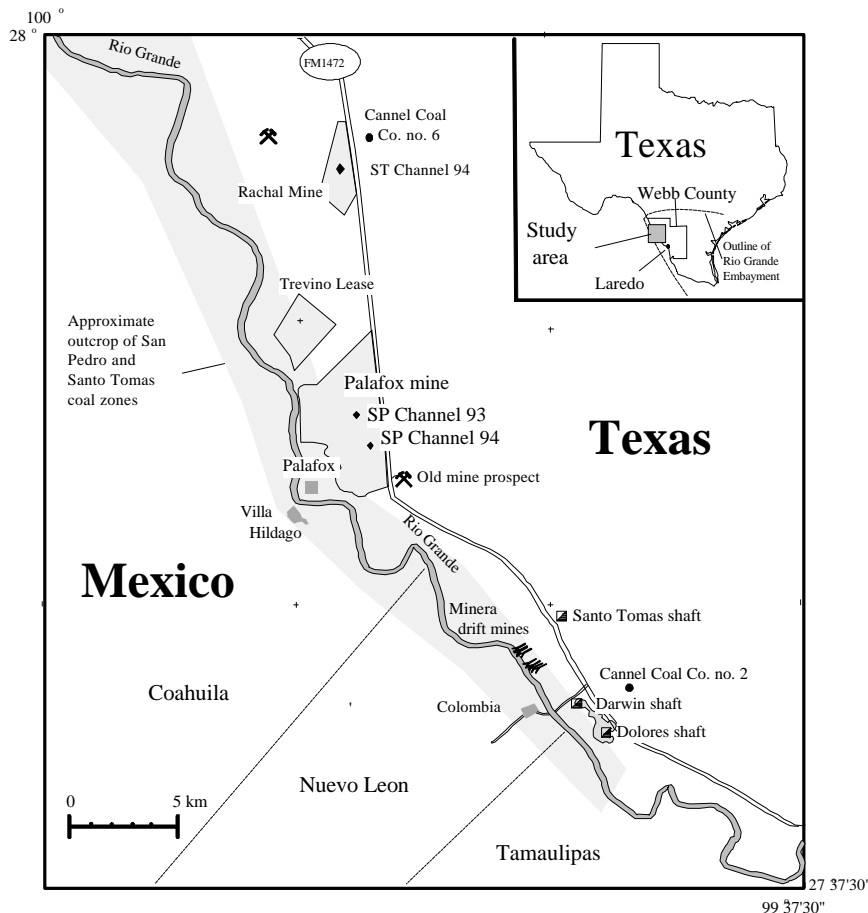 100 °
28 °
Rio Grande
FM1472
Cannel Coal
Co. no. 6
ST Channel 94
Rachal Mine
Texas
Webb County
Study
area
Outline of
Rio Grande
Embayment
Laredo
Trevino Lease
Approximate
outcrop of San
Pedro and
Santo Tomas
coal zones
Palafox mine
SP Channel 93
SP Channel 94
Texas
Palafox
Old mine prospect
Villa
Hildago
Rio Grande
Mexico
Minera
drift mines
Santo Tomas shaft
Coahuila
Cannel Coal Co. no. 2
Colombia
Darwin shaft
Dolores shaft
Nuevo Leon
0
5 km
Tamaulipas
27 37'30"
99 37'30"